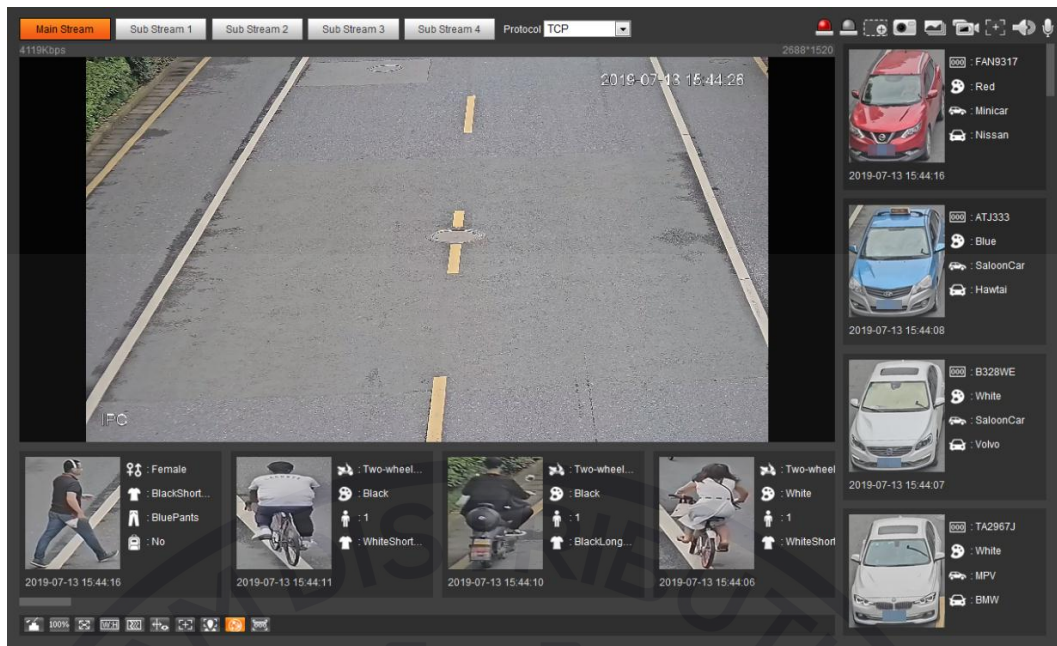 Main Stream
Sub Stream 1
Sub Stream 2
Sub Stream 3
Sub Stream 4
Protocol TCP
4119Kbps
2688*1520
2019-07-13 15:44:26
IPC
: FAN9317
: Red
: Minicar
: Nissan
2019-07-13 15:44:16
: ATJ333
: Blue
: SaloonCar
: Hawtai
2019-07-13 15:44:08
: B328WE
: White
: SaloonCar
: Volvo
2019-07-13 15:44:07
: TA2967J
: White
: MPV
: BMW
: Female
: BlackShort...
: BluePants
: No
2019-07-13 15:44:16
: Two-wheel...
: Black
: 1
: WhiteShort...
2019-07-13 15:44:11
: Two-wheel...
: Black
: 1
: BlackLong...
2019-07-13 15:44:10
: Two-wheel
: White
: 1
: WhiteShort
2019-07-13 15:44:06
100%
W:H